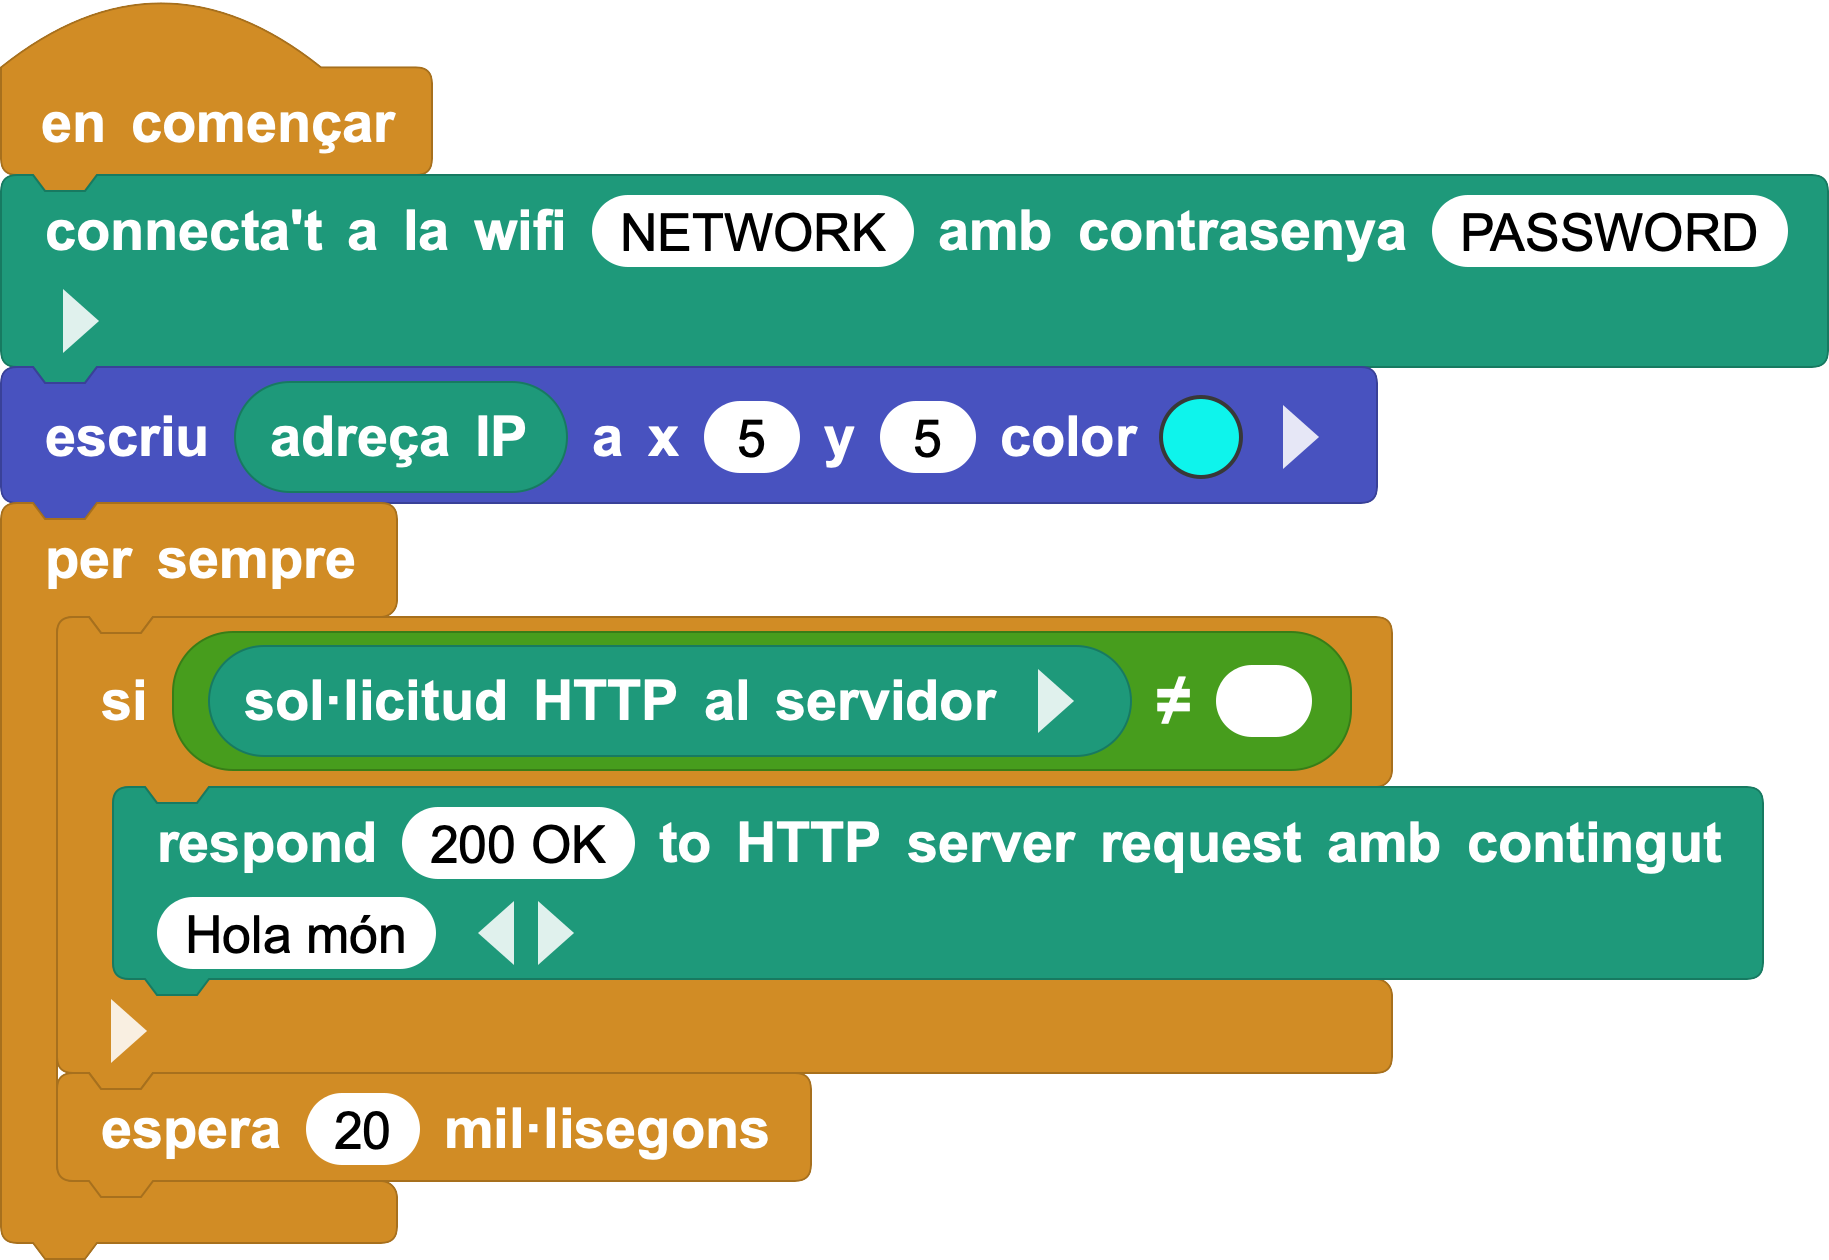 en començar
connecta't a la wifi NETWORK amb contrasenya PASSWORD
escriu adreça IP a x 5 y 5 color
per sempre
si sol·licitud HTTP al servidor ≠
respond 200 OK to HTTP server request amb contingut
Hola món
espera 20 mil·lisegons